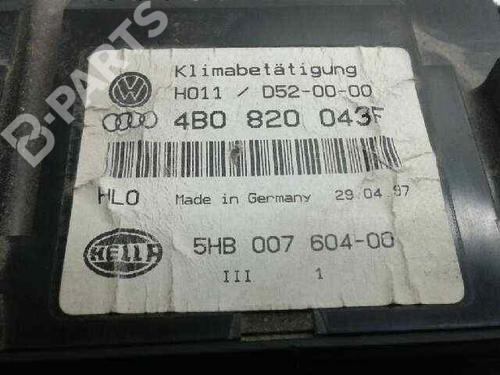 B-PARTS
Klimabetätigung
H011 / D52-00-00
4B0 820 043F
HLO Made in Germany 29.04.97
HELLA 5HB 007 604-00
III 1
B-PARTS